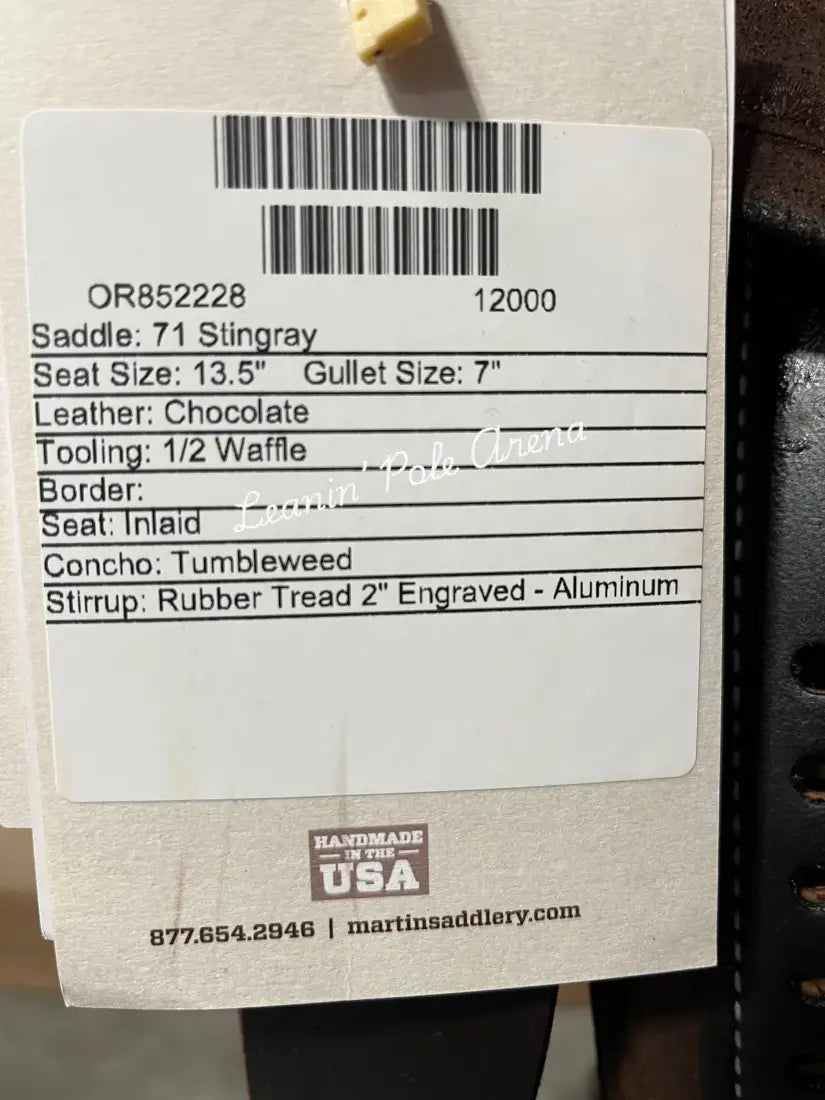 OR852228 12000
Saddle: 71 Stingray
Seat Size: 13.5" Gullet Size: 7"
Leather: Chocolate
Tooling: 1/2 Waffle
Border:
Seat: Inlaid
Leanin' Pole Arena
Concho: Tumbleweed
Stirrup: Rubber Tread 2" Engraved - Aluminum
HANDMADE
IN THE
USA
877.654.2946 | martinsaddlery.com